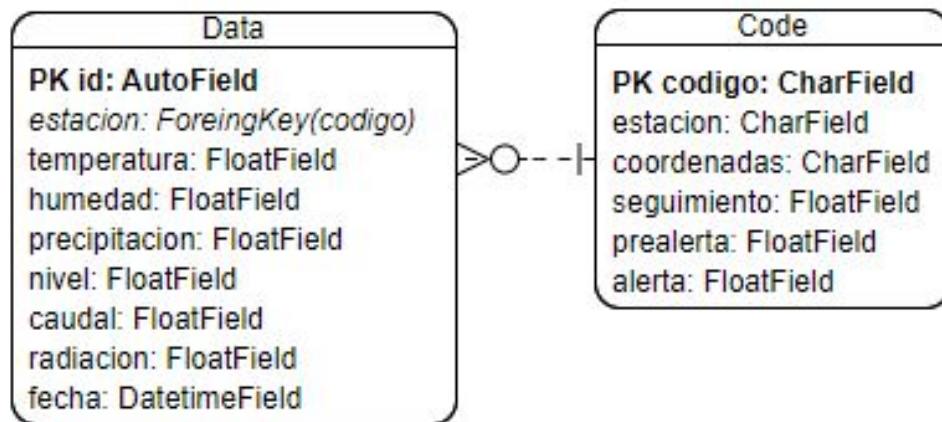 Data
PK id: AutoField
estacion: ForeingKey(codigo)
temperatura: FloatField
humedad: FloatField
precipitacion: FloatField
nivel: FloatField
caudal: FloatField
radiacion: FloatField
fecha: DatetimeField
Code
PK codigo: CharField
estacion: CharField
coordenadas: CharField
seguimiento: FloatField
prealerta: FloatField
alerta: FloatField